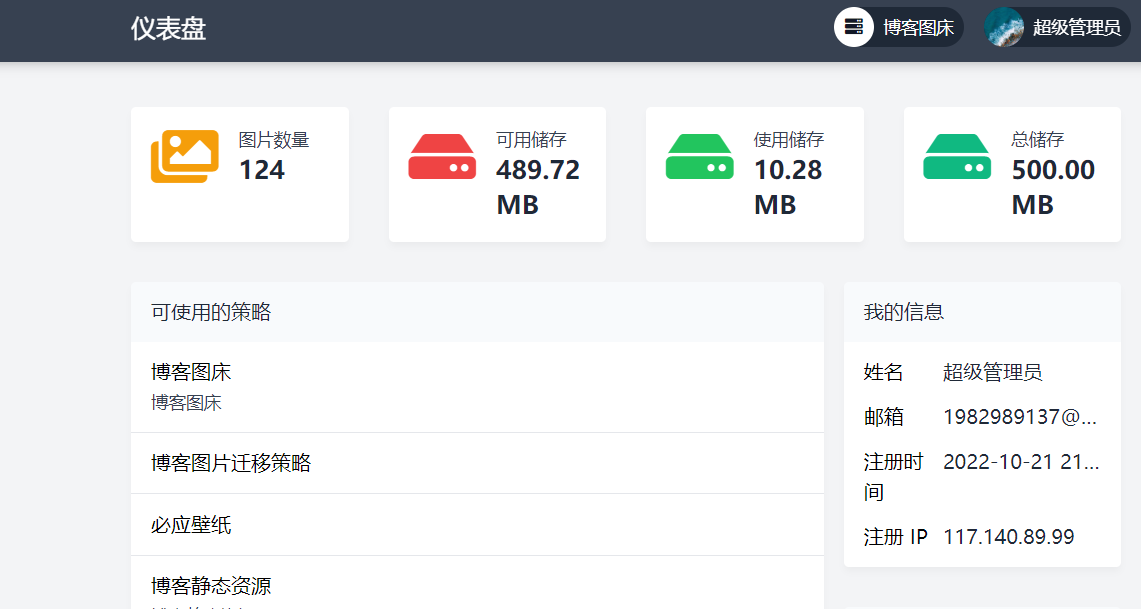 仪表盘
博客图床
超级管理员
图片数量
124
可用储存
489.72
MB
使用储存
10.28
MB
总储存
500.00
MB
可使用的策略
博客图床
博客图床
博客图片迁移策略
必应壁纸
博客静态资源
我的信息
姓名 超级管理员
邮箱 1982989137@...
注册时间 2022-10-21 21...
注册 IP 117.140.89.99